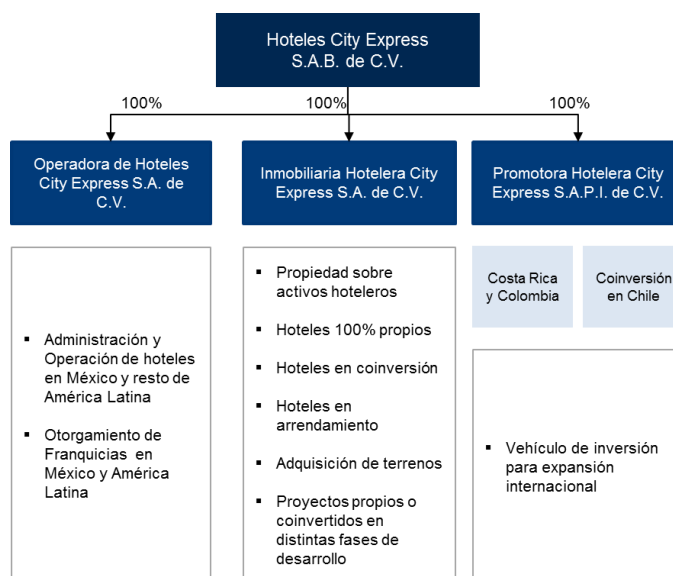 Hoteles City Express
S.A.B. de C.V.
100%
100%
100%
Operadora de Hoteles
City Express S.A. de
C.V.
Inmobiliaria Hotelera City
Express S.A. de C.V.
Promotora Hotelera City
Express S.A.P.I. de C.V.
▪ Administración y
Operación de hoteles
en México y resto de
América Latina
▪ Otorgamiento de
Franquicias en
México y América
Latina
▪ Propiedad sobre
activos hoteleros
▪ Hoteles 100% propios
▪ Hoteles en coinversión
▪ Hoteles en
arrendamiento
▪ Adquisición de terrenos
▪ Proyectos propios o
coinvertidos en
distintas fases de
desarrollo
Costa Rica
y Colombia
Coinversión
en Chile
▪ Vehículo de inversión
para expansión
internacional